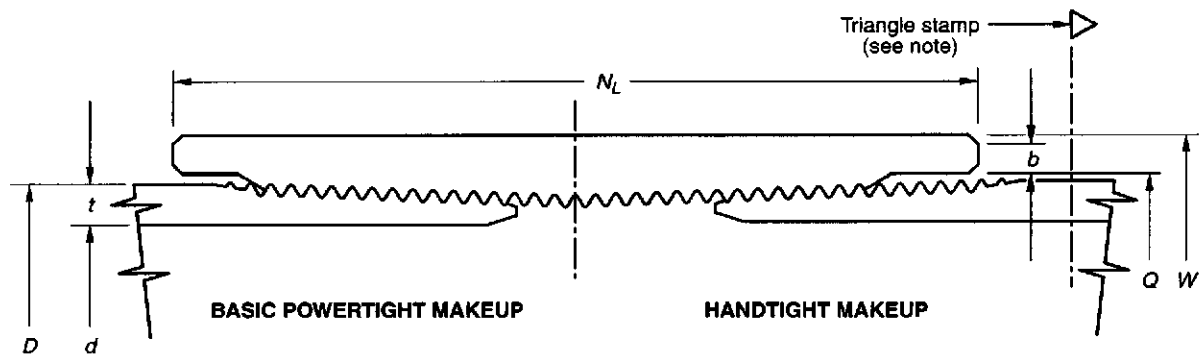 Triangle stamp
(see note)
N_L
b
t
BASIC POWERTIGHT MAKEUP
HANDTIGHT MAKEUP
Q
W
D
d